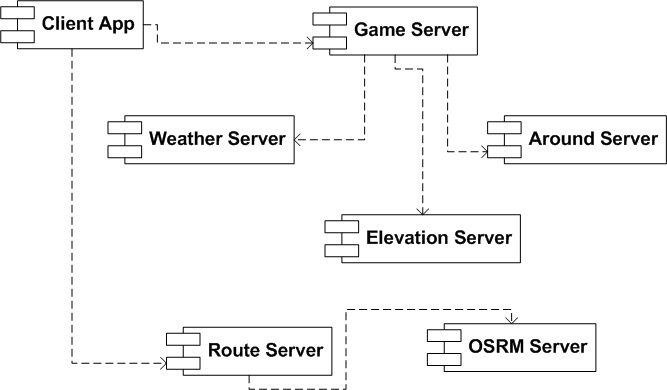 Client App
Game Server
Weather Server
Around Server
Elevation Server
Route Server
OSRM Server